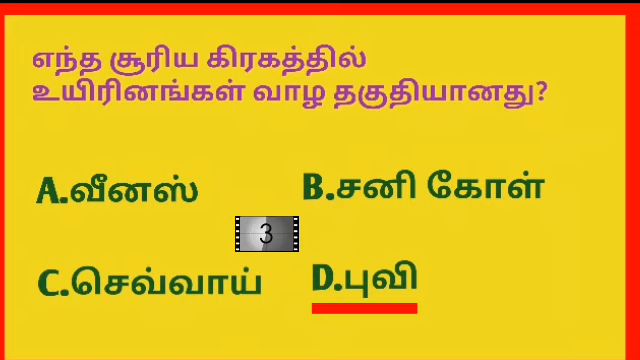 எந்த சூரிய கிரகத்தில்
உயிரினங்கள் வாழ தகுதியானது?
A.வீனஸ்
B.சனி கோள்
3
C.செவ்வாய்
D.புவி